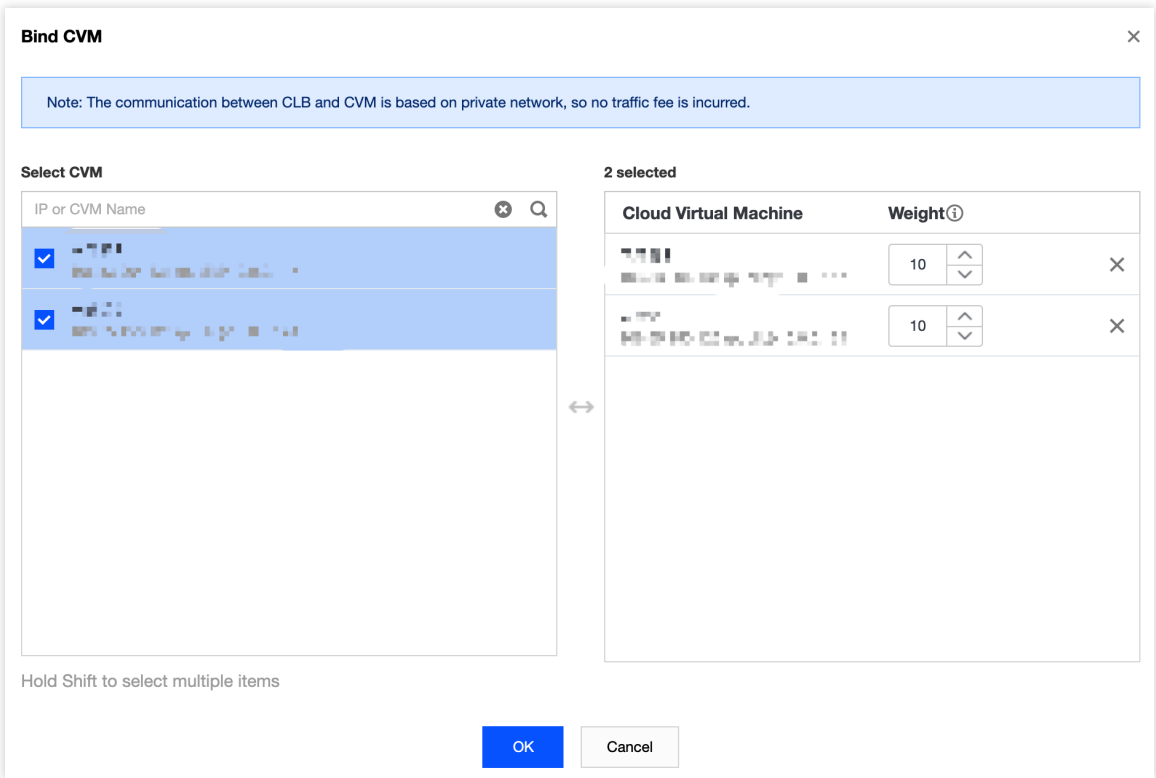 Bind CVM
Note: The communication between CLB and CVM is based on private network, so no traffic fee is incurred.
Select CVM
IP or CVM Name
2 selected
Cloud Virtual Machine Weight
10
10
Hold Shift to select multiple items
OK Cancel